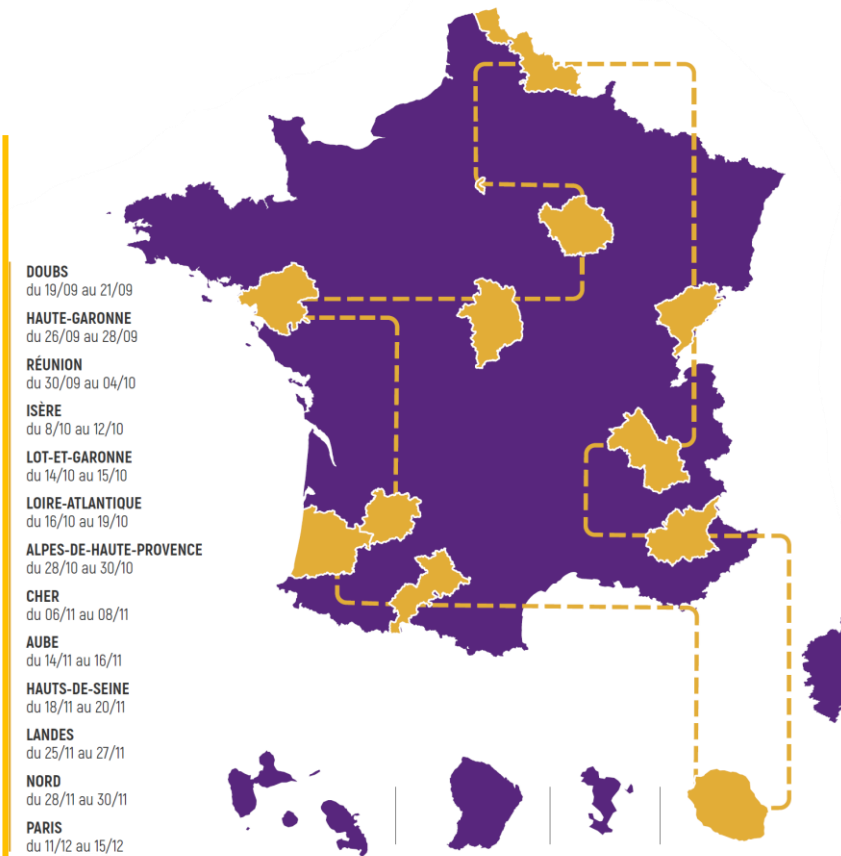 DOUBS
du 19/09 au 21/09
HAUTE-GARONNE
du 26/09 au 28/09
RÉUNION
du 30/09 au 04/10
ISÈRE
du 8/10 au 12/10
LOT-ET-GARONNE
du 14/10 au 15/10
LOIRE-ATLANTIQUE
du 16/10 au 19/10
ALPES-DE-HAUTE-PROVENCE
du 28/10 au 30/10
CHER
du 06/11 au 08/11
AUBE
du 14/11 au 16/11
HAUTS-DE-SEINE
du 18/11 au 20/11
LANDES
du 25/11 au 27/11
NORD
du 28/11 au 30/11
PARIS
du 11/12 au 15/12